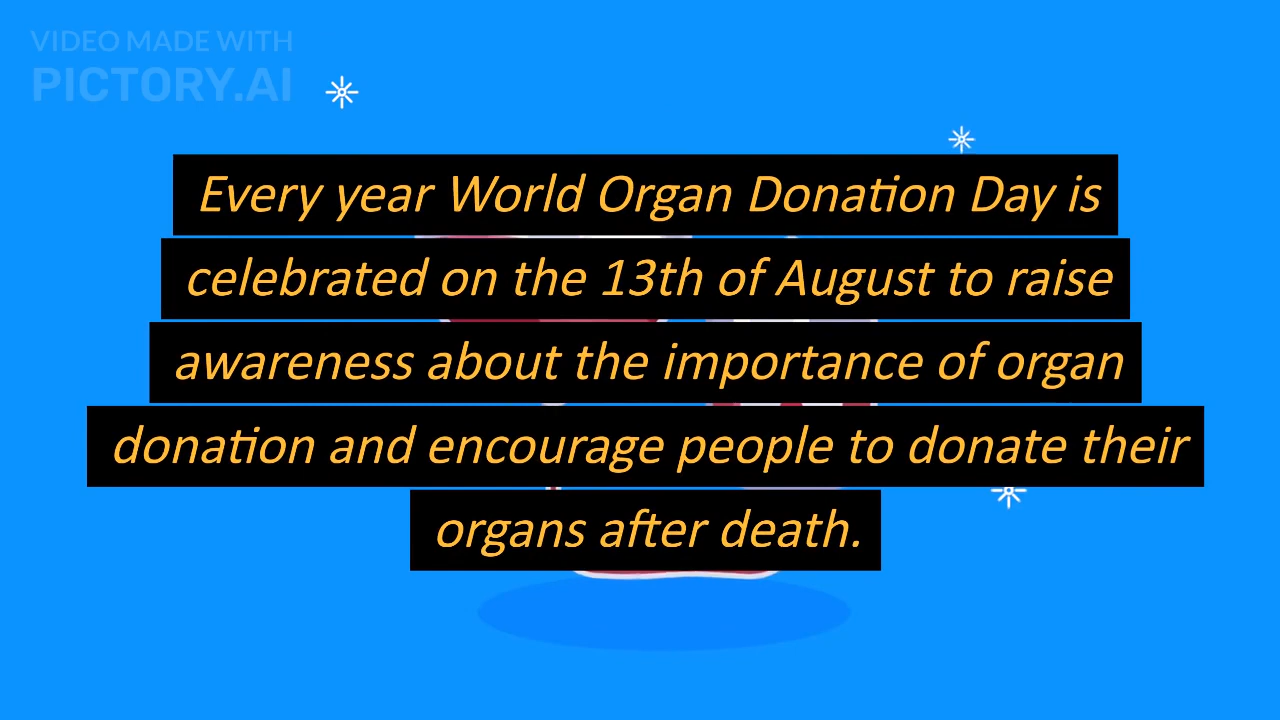 VIDEO MADE WITH
PICTORY.AI
Every year World Organ Donation Day is
celebrated on the 13th of August to raise
awareness about the importance of organ
donation and encourage people to donate their
organs after death.